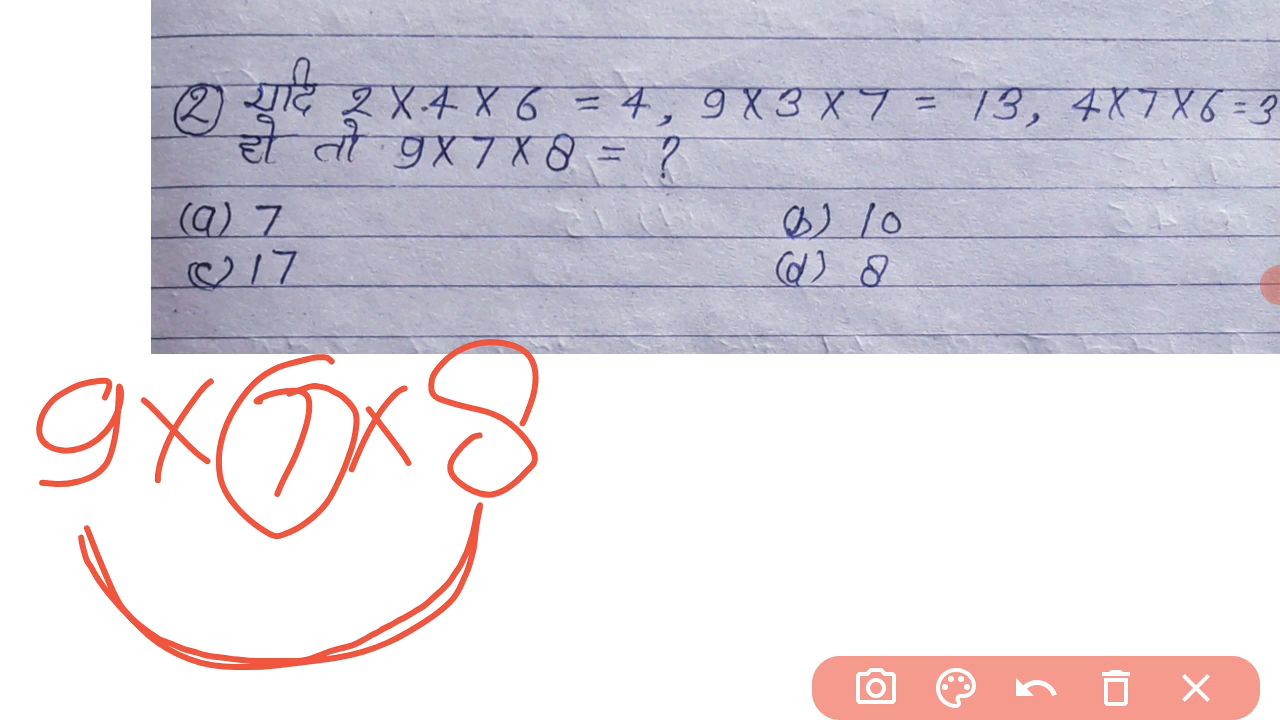 ② यदि 2 X 4 X 6 = 4, 9 X 3 X 7 = 13, 4 X 7 X 6 = 3
हो तो 9 X 7 X 8 = ?
(a) 7 (b) 10
(c) 17 (d) 8
9 X 7 X 8